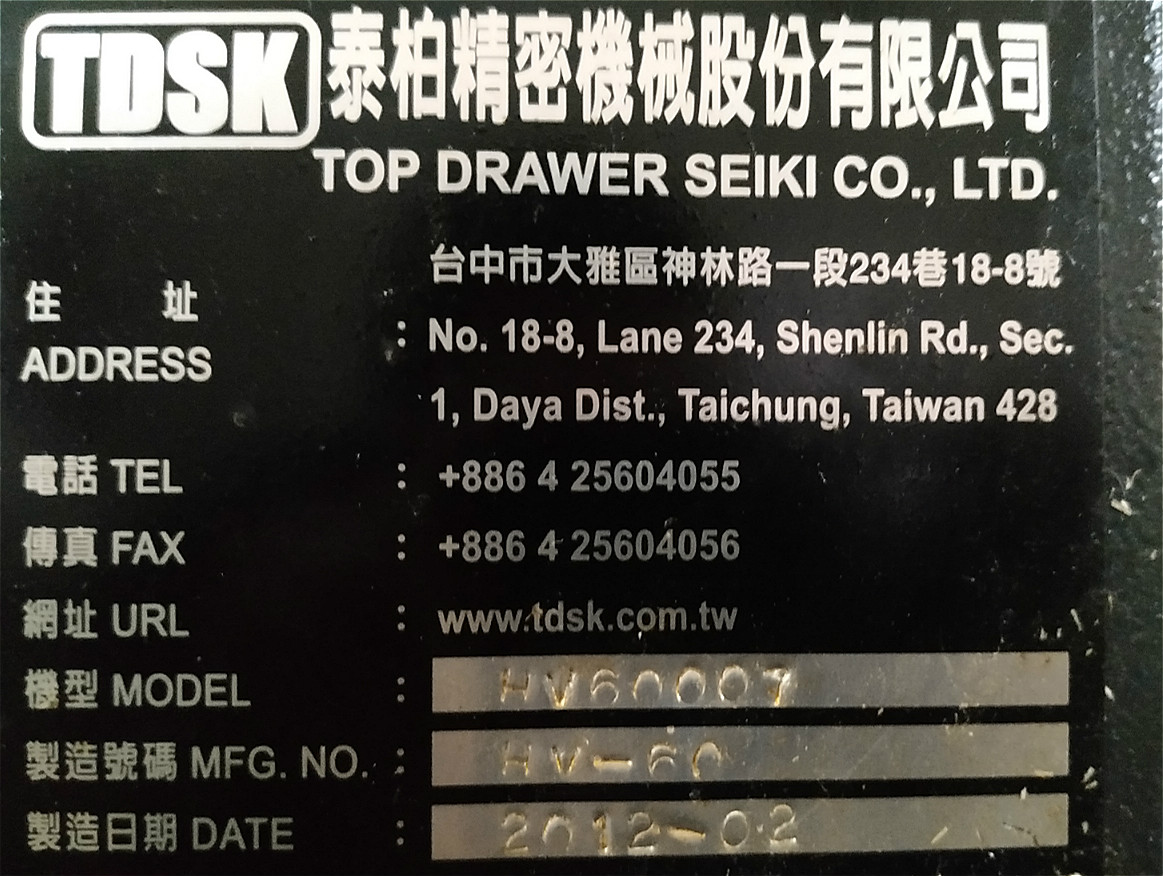 TDSK 泰柏精密機械股份有限公司
TOP DRAWER SEIKI CO., LTD.
台中市大雅區神林路一段234巷18-8號
住 址
ADDRESS : No. 18-8, Lane 234, Shenlin Rd., Sec.
1, Daya Dist., Taichung, Taiwan 428
電話 TEL : +886 4 25604055
傳真 FAX : +886 4 25604056
網址 URL : www.tdsk.com.tw
機型 MODEL : HV60007
製造號碼 MFG. NO. : HV-60
製造日期 DATE : 2012-02